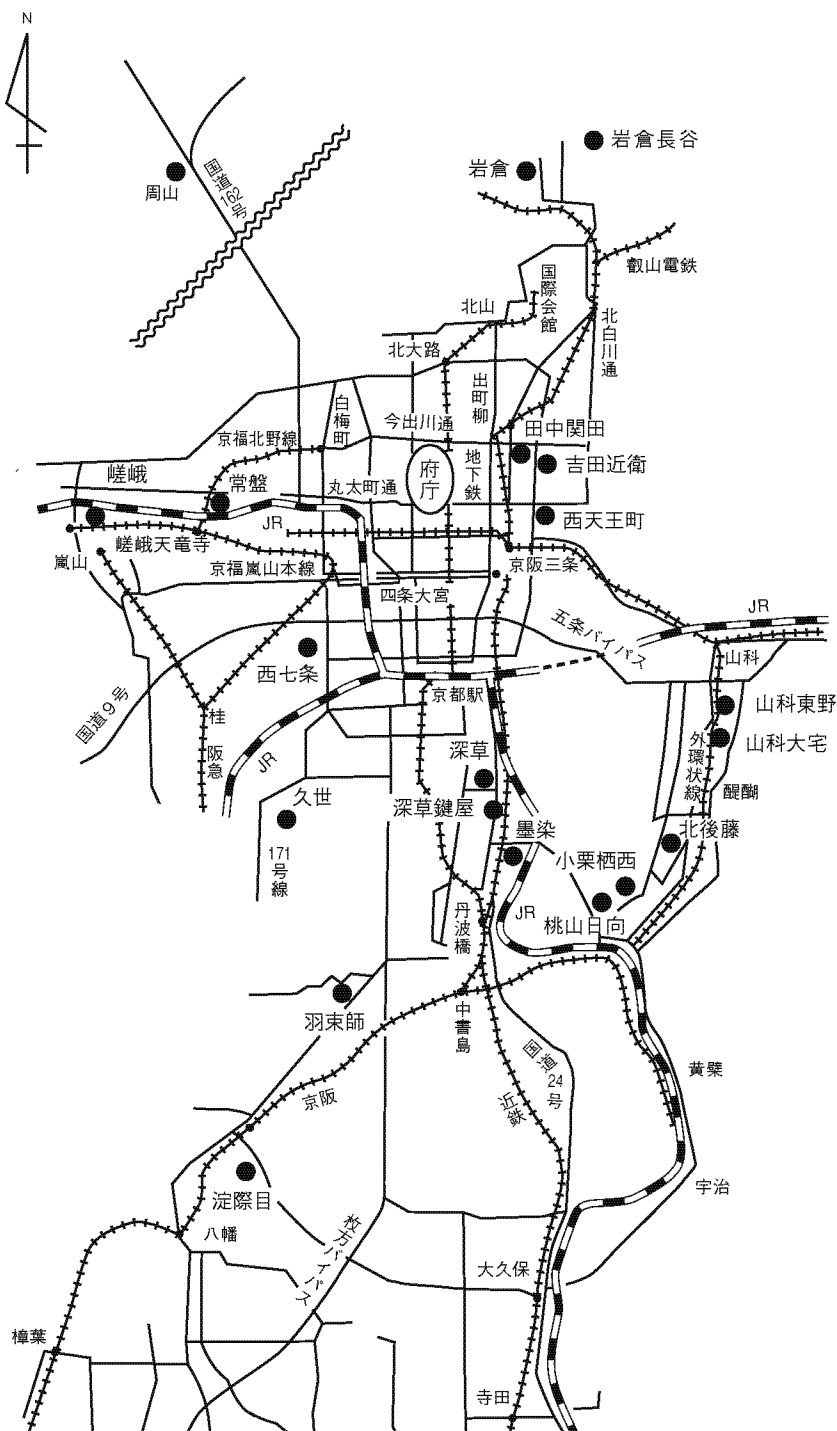 N
岩倉長谷
岩倉
周山
国道162号
叡山電鉄
国際会館
北山
北白川通
北大路
出町柳
白梅町
今出川通
田中関田
京福北野線
地下鉄
府庁
吉田近衛
嵯峨
常盤
丸太町通
西天王町
JR
嵯峨天竜寺
嵐山
京福嵐山本線
京阪三条
四条大宮
五条バイパス
JR
山科
西七条
京都駅
山科東野
国道9号
桂
山科大宅
外環状線
阪急
JR
深草
醍醐
久世
深草鍵屋
墨染
北後藤
171号線
小栗栖西
丹波橋
JR
桃山日向
羽束師
中書島
国道24号
黄檗
京阪
近鉄
淀際目
宇治
八幡
枚方バイパス
大久保
樟葉
寺田